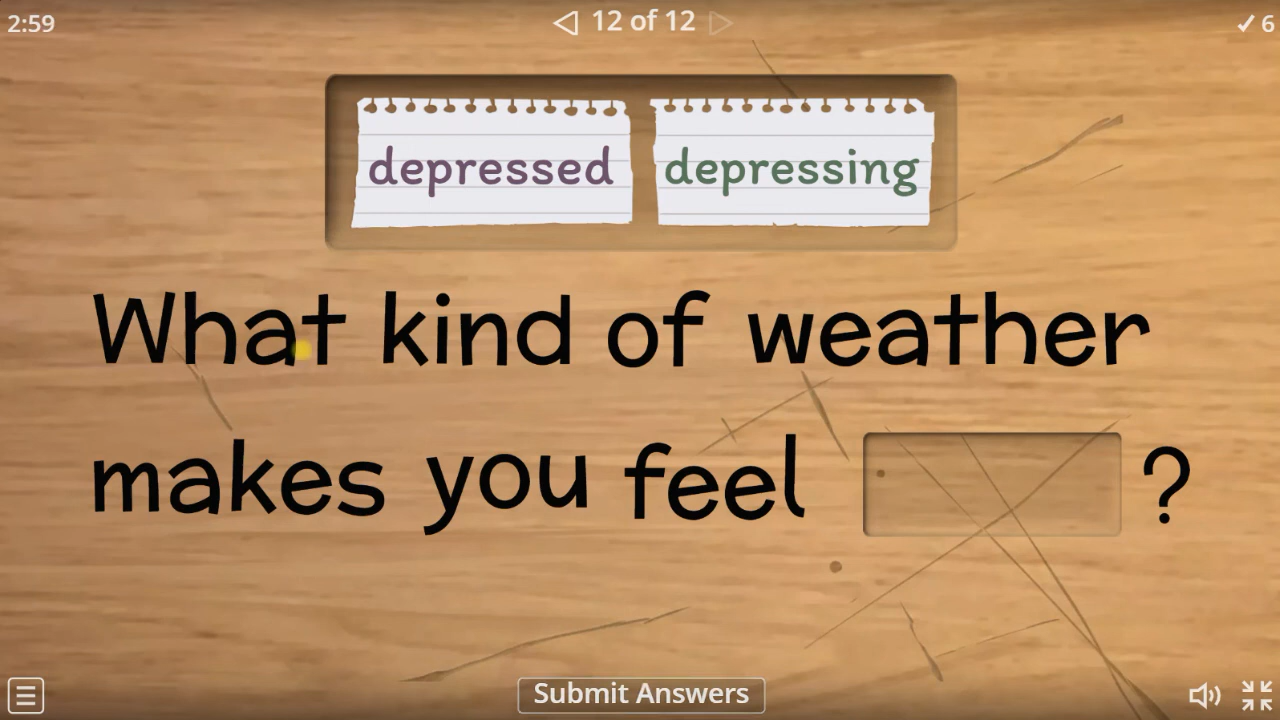 2:59
12 of 12
✓ 6
depressed
depressing
What kind of weather
makes you feel ?
Submit Answers